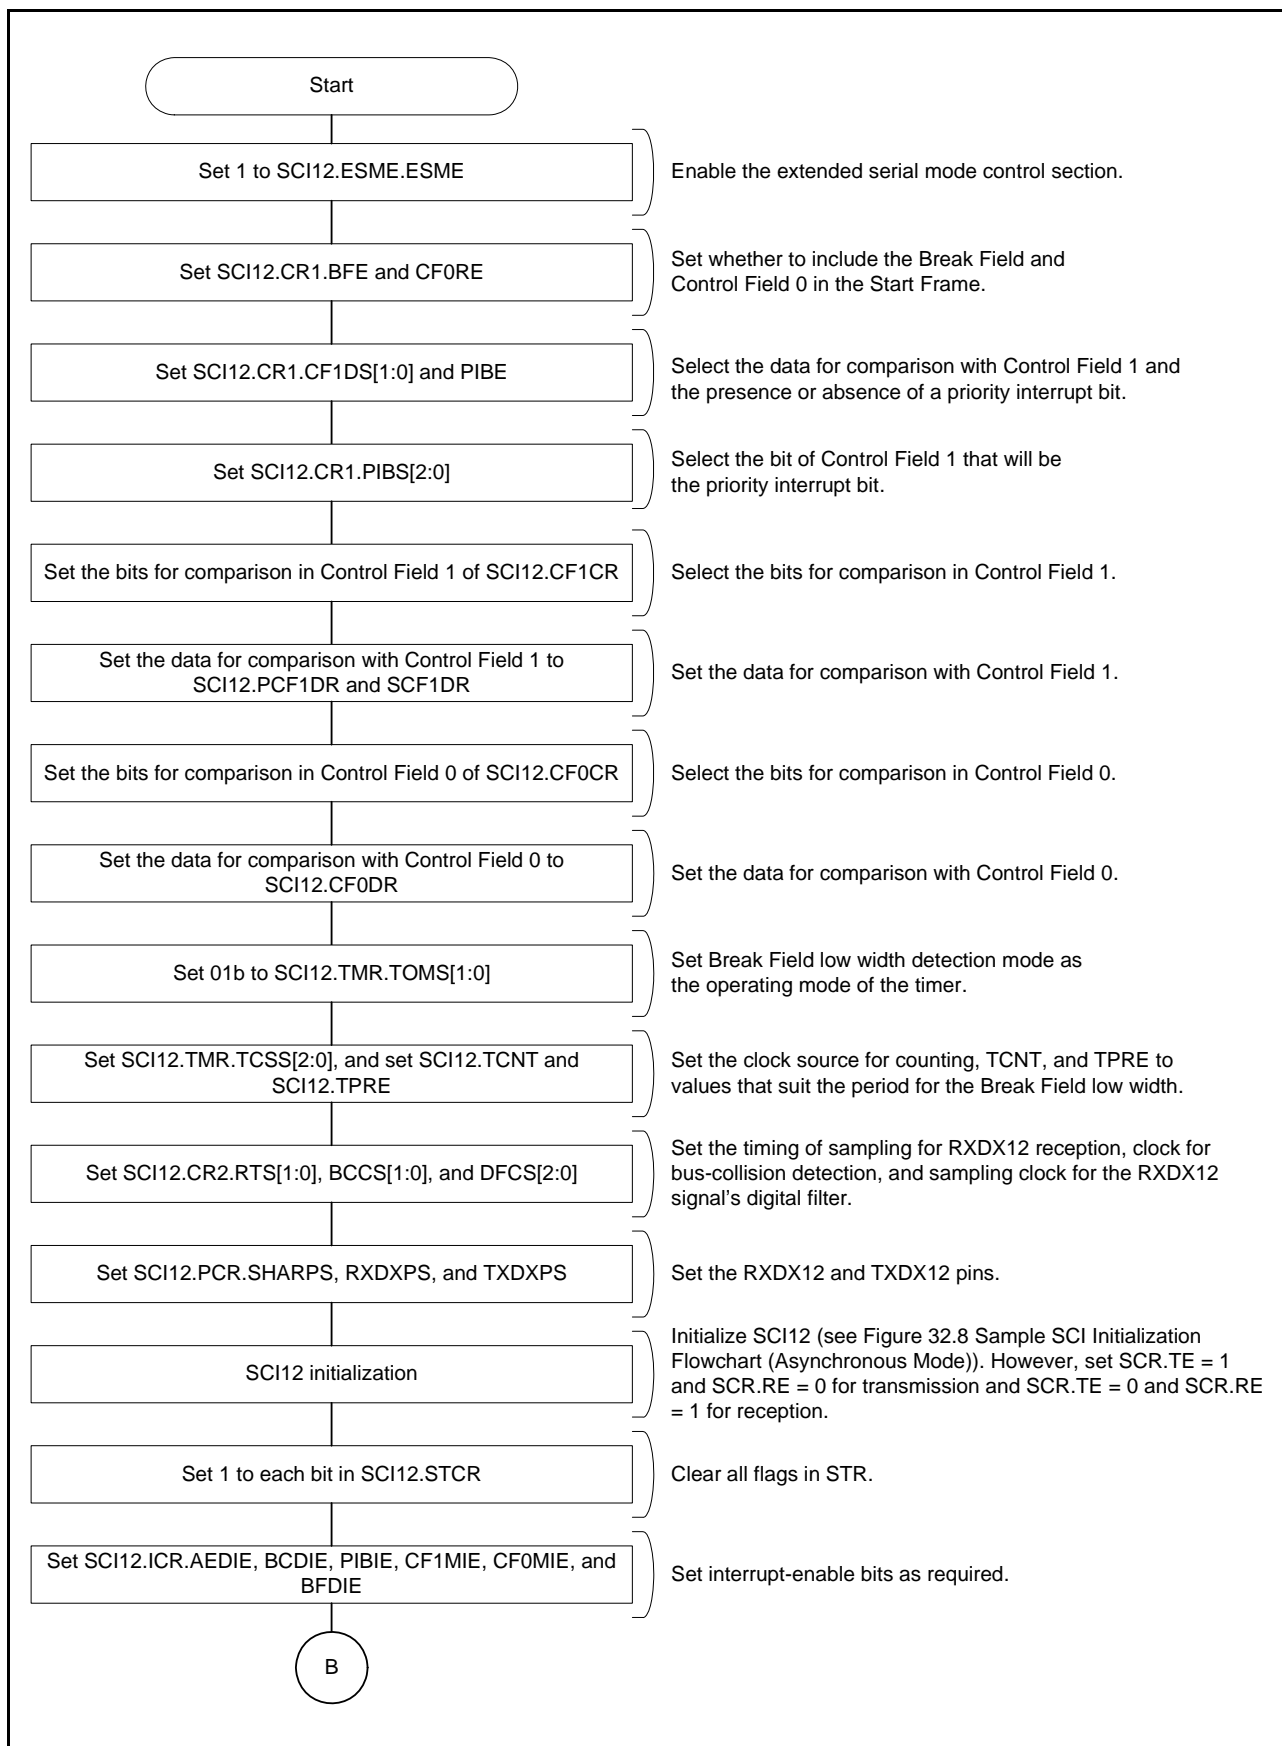 Start
Set 1 to SCI12.ESME.ESME
Enable the extended serial mode control section.
Set SCI12.CR1.BFE and CF0RE
Set whether to include the Break Field and
Control Field 0 in the Start Frame.
Set SCI12.CR1.CF1DS[1:0] and PIBE
Select the data for comparison with Control Field 1 and
the presence or absence of a priority interrupt bit.
Set SCI12.CR1.PIBS[2:0]
Select the bit of Control Field 1 that will be
the priority interrupt bit.
Set the bits for comparison in Control Field 1 of SCI12.CF1CR
Select the bits for comparison in Control Field 1.
Set the data for comparison with Control Field 1 to
SCI12.PCF1DR and SCF1DR
Set the data for comparison with Control Field 1.
Set the bits for comparison in Control Field 0 of SCI12.CF0CR
Select the bits for comparison in Control Field 0.
Set the data for comparison with Control Field 0 to
SCI12.CF0DR
Set the data for comparison with Control Field 0.
Set 01b to SCI12.TMR.TOMS[1:0]
Set Break Field low width detection mode as
the operating mode of the timer.
Set SCI12.TMR.TCSS[2:0], and set SCI12.TCNT and
SCI12.TPRE
Set the clock source for counting, TCNT, and TPRE to
values that suit the period for the Break Field low width.
Set SCI12.CR2.RTS[1:0], BCCS[1:0], and DFCS[2:0]
Set the timing of sampling for RXDX12 reception, clock for
bus-collision detection, and sampling clock for the RXDX12
signal's digital filter.
Set SCI12.PCR.SHARPS, RXDXPS, and TXDXPS
Set the RXDX12 and TXDX12 pins.
SCI12 initialization
Initialize SCI12 (see Figure 32.8 Sample SCI Initialization
Flowchart (Asynchronous Mode)). However, set SCR.TE = 1
and SCR.RE = 0 for transmission and SCR.TE = 0 and SCR.RE
= 1 for reception.
Set 1 to each bit in SCI12.STCR
Clear all flags in STR.
Set SCI12.ICR.AEDIE, BCDIE, PIBIE, CF1MIE, CF0MIE, and
BFDIE
Set interrupt-enable bits as required.
B